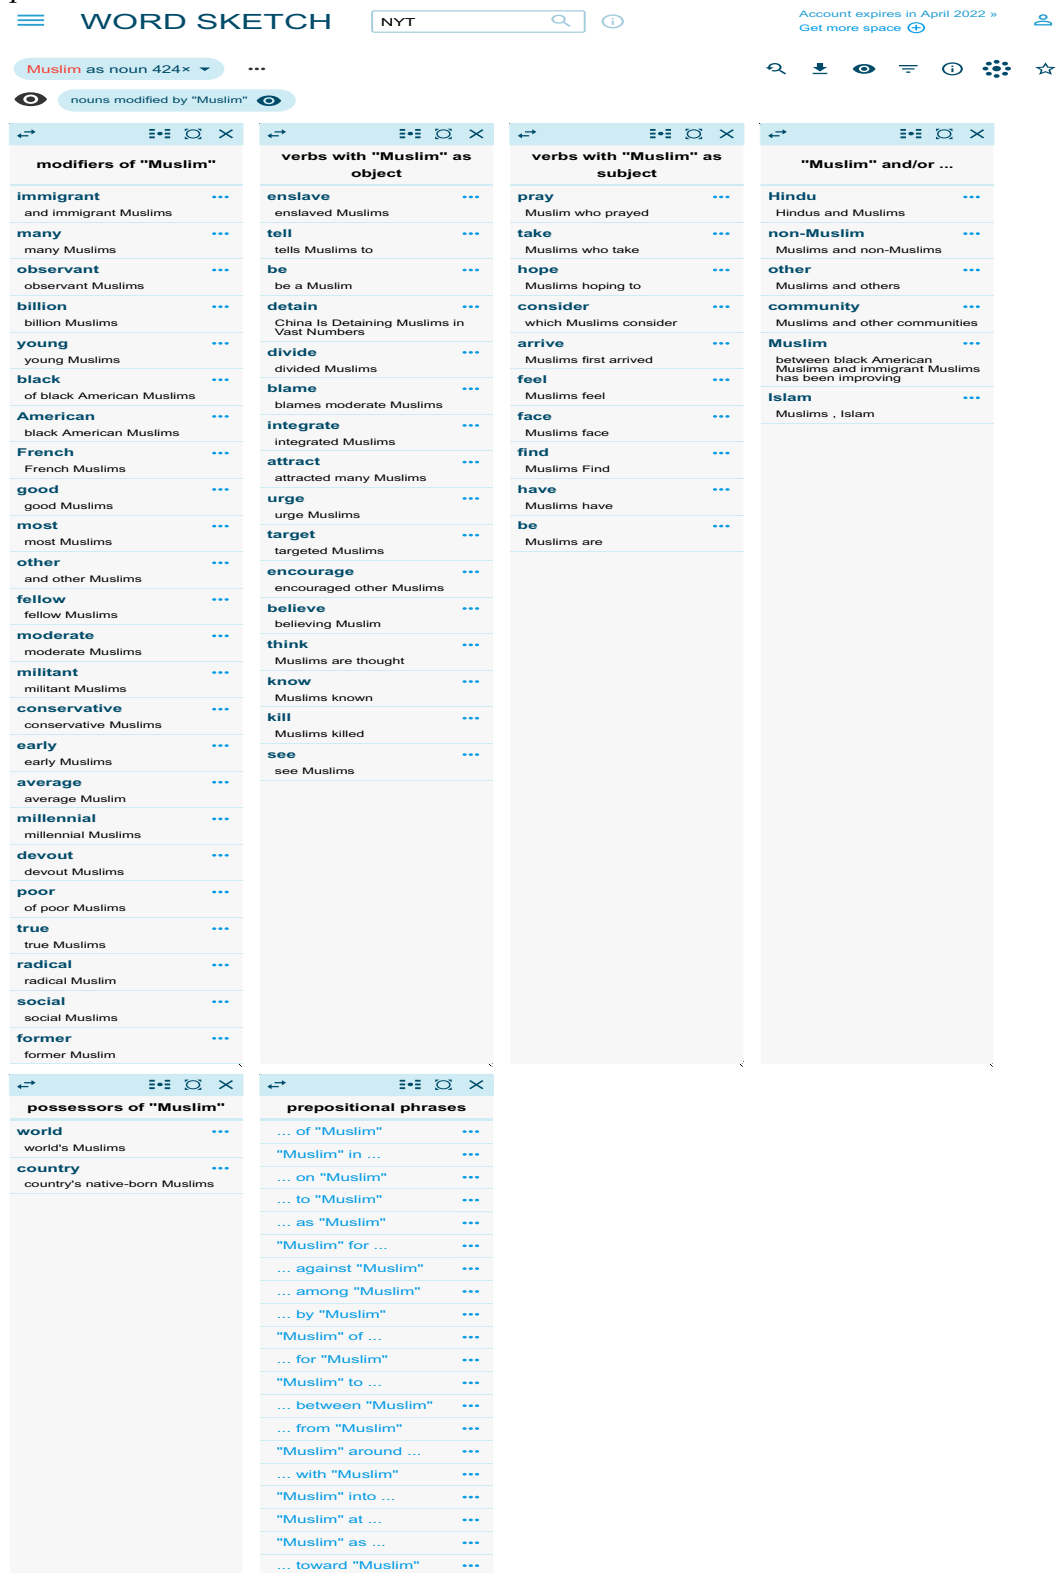 WORD SKETCH
NYT
Account expires in April 2022 »
Get more space
Muslim as noun 424×
nouns modified by "Muslim"
modifiers of "Muslim"
immigrant
and immigrant Muslims
many
many Muslims
observant
observant Muslims
billion
billion Muslims
young
young Muslims
black
of black American Muslims
American
black American Muslims
French
French Muslims
good
good Muslims
most
most Muslims
other
and other Muslims
fellow
fellow Muslims
moderate
moderate Muslims
militant
militant Muslims
conservative
conservative Muslims
early
early Muslims
average
average Muslim
millennial
millennial Muslims
devout
devout Muslims
poor
of poor Muslims
true
true Muslims
radical
radical Muslim
social
social Muslims
former
former Muslim
verbs with "Muslim" as
object
enslave
enslaved Muslims
tell
tells Muslims to
be
be a Muslim
detain
China Is Detaining Muslims in
Vast Numbers
divide
divided Muslims
blame
blames moderate Muslims
integrate
integrated Muslims
attract
attracted many Muslims
urge
urge Muslims
target
targeted Muslims
encourage
encouraged other Muslims
believe
believing Muslim
think
Muslims are thought
know
Muslims known
kill
Muslims killed
see
see Muslims
verbs with "Muslim" as
subject
pray
Muslim who prayed
take
Muslims who take
hope
Muslims hoping to
consider
which Muslims consider
arrive
Muslims first arrived
feel
Muslims feel
face
Muslims face
find
Muslims Find
have
Muslims have
be
Muslims are
"Muslim" and/or ...
Hindu
Hindus and Muslims
non-Muslim
Muslims and non-Muslims
other
Muslims and others
community
Muslims and other communities
Muslim
between black American
Muslims and immigrant Muslims
has been improving
Islam
Muslims , Islam
possessors of "Muslim"
world
world's Muslims
country
country's native-born Muslims
prepositional phrases
... of "Muslim"
"Muslim" in ...
... on "Muslim"
... to "Muslim"
... as "Muslim"
"Muslim" for ...
... against "Muslim"
... among "Muslim"
... by "Muslim"
"Muslim" of ...
... for "Muslim"
"Muslim" to ...
... between "Muslim"
... from "Muslim"
"Muslim" around ...
... with "Muslim"
"Muslim" into ...
"Muslim" at ...
"Muslim" as ...
... toward "Muslim"